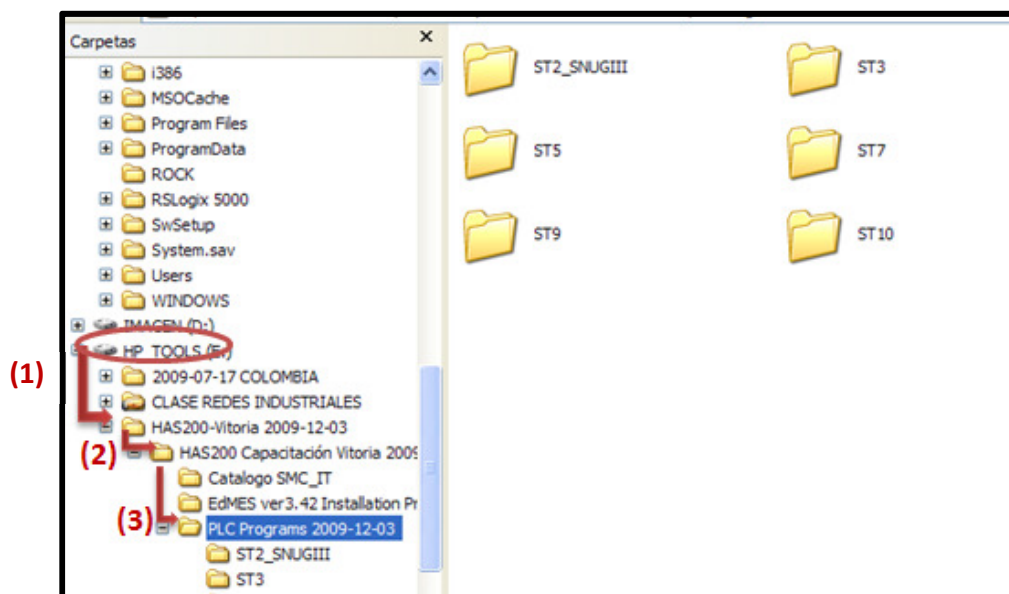 Carpetas
i386
MSOCache
Program Files
ProgramData
ROCK
RSLogix 5000
SwSetup
System.sav
Users
WINDOWS
IMAGEN (D:)
HP_TOOLS (E:)
(1)
2009-07-17 COLOMBIA
CLASE REDES INDUSTRIALES
HAS200-Vitoria 2009-12-03
(2)
HAS200 Capacitación Vitoria 2009
Catalogo SMC_IT
EdMES ver3.42 Installation Pr
(3)
PLC Programs 2009-12-03
ST2_SNUGIII
ST3
ST2_SNUGIII
ST3
ST5
ST7
ST9
ST10